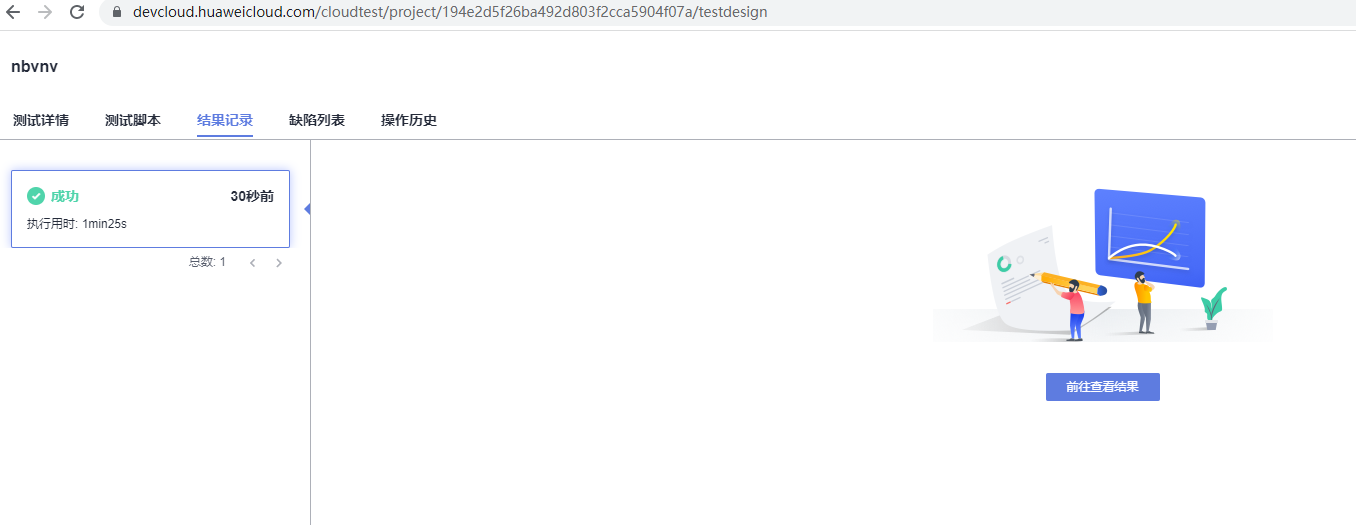 devcloud.huaweicloud.com/cloudtest/project/194e2d5f26ba492d803f2cca5904f07a/testdesign
nbvnv
测试详情 测试脚本 结果记录 缺陷列表 操作历史
成功 30秒前
执行用时: 1min25s
总数: 1
前往查看结果